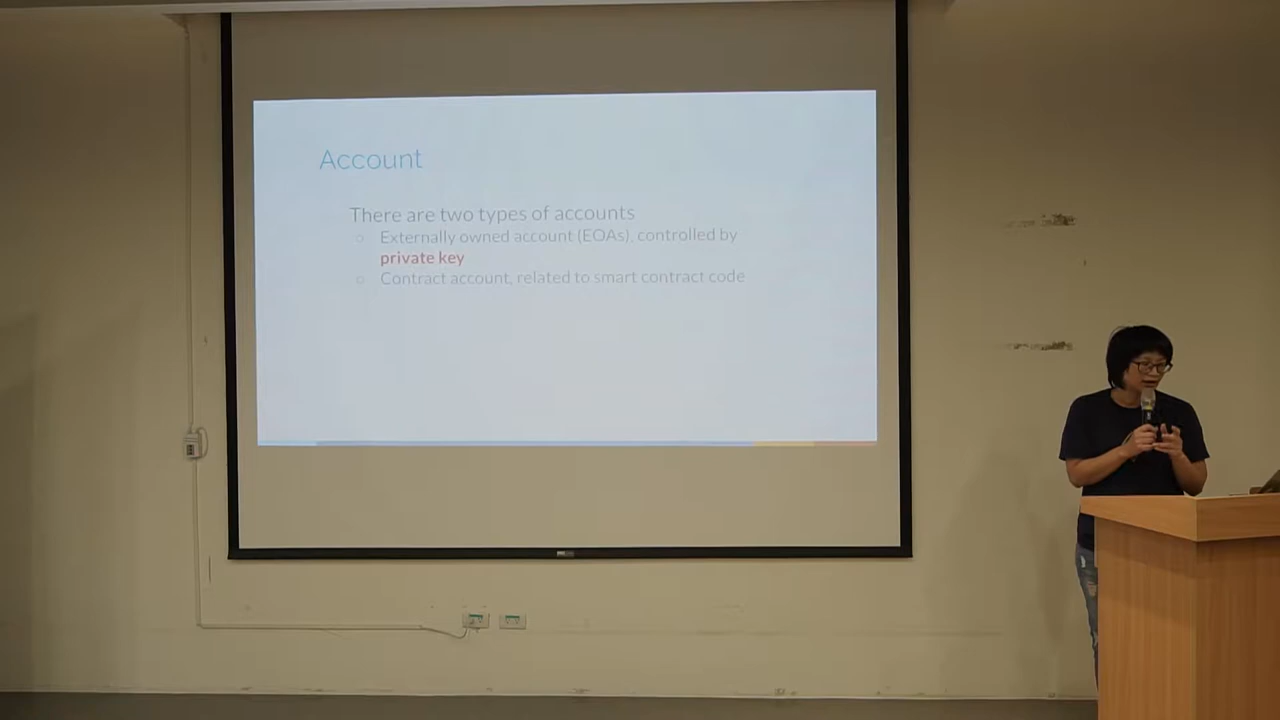 Account
There are two types of accounts
Externally owned account (EOAs), controlled by
private key
Contract account, related to smart contract code